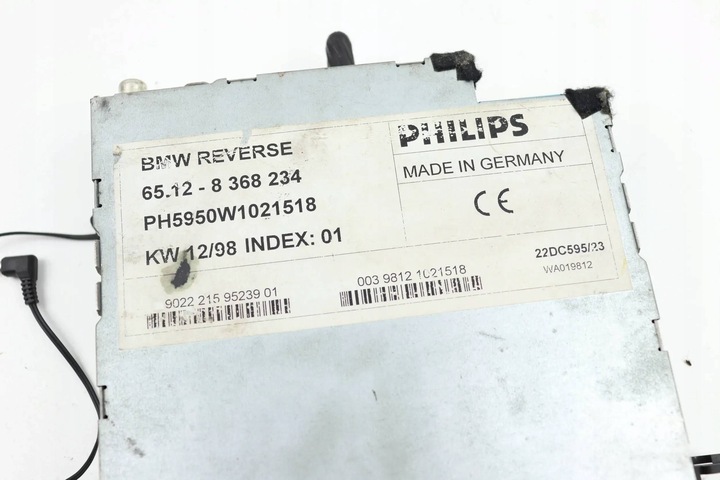 BMW REVERSE
65.12 - 8 368 234
PH5950W1021518
KW 12/98 INDEX: 01
9022 215 95239 01
003 9812 1021518
PHILIPS
MADE IN GERMANY
CE
22DC595/23
WA019812